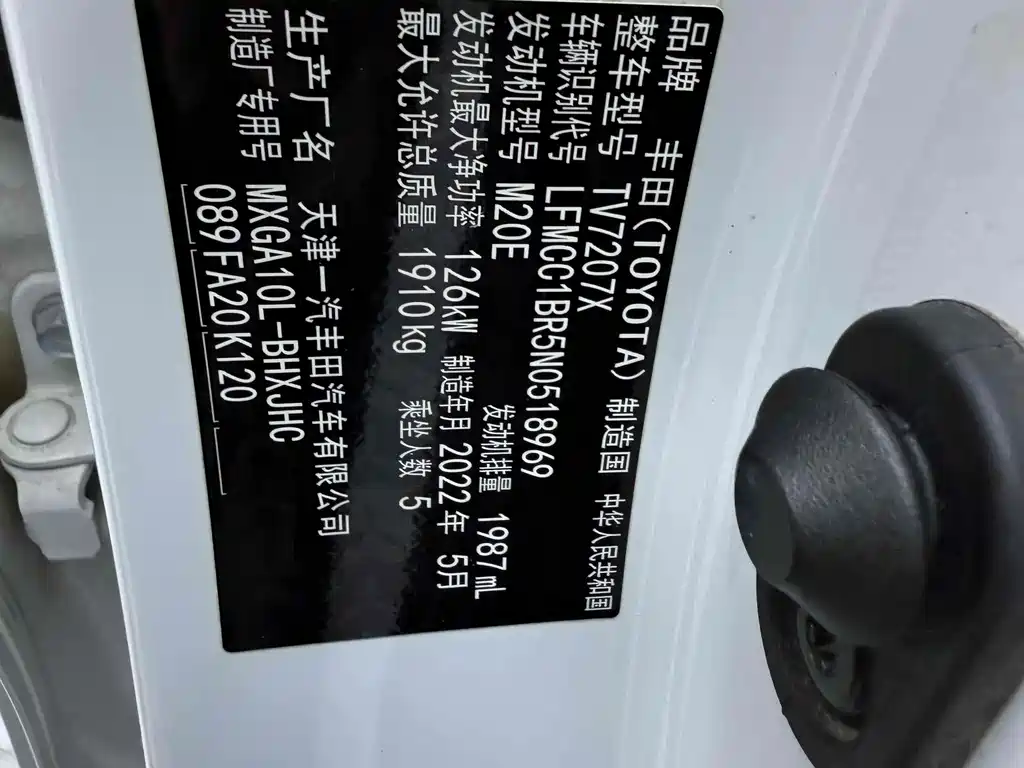 品牌 丰田(TOYOTA) 制造国 中华人民共和国
整车型号 TV7207X
车辆识别代号 LFMCC1BR5N0518969
发动机型号 M20E 发动机排量 1987mL
发动机最大净功率 126kW 制造年月 2022年 5月
最大允许总质量 1910kg 乘坐人数 5
生产厂名 天津一汽丰田汽车有限公司
制造厂专用号 MXGA10L-BHXJHC
089FA20K120